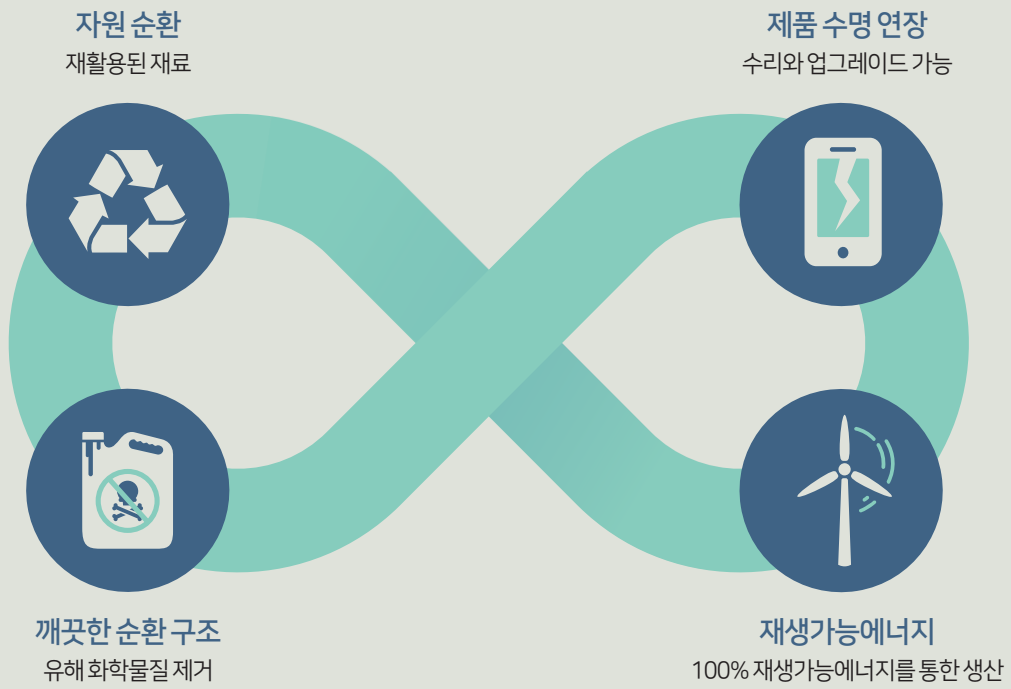 자원 순환
재활용된 재료
제품 수명 연장
수리와 업그레이드 가능
깨끗한 순환 구조
유해 화학물질 제거
재생가능에너지
100% 재생가능에너지를 통한 생산